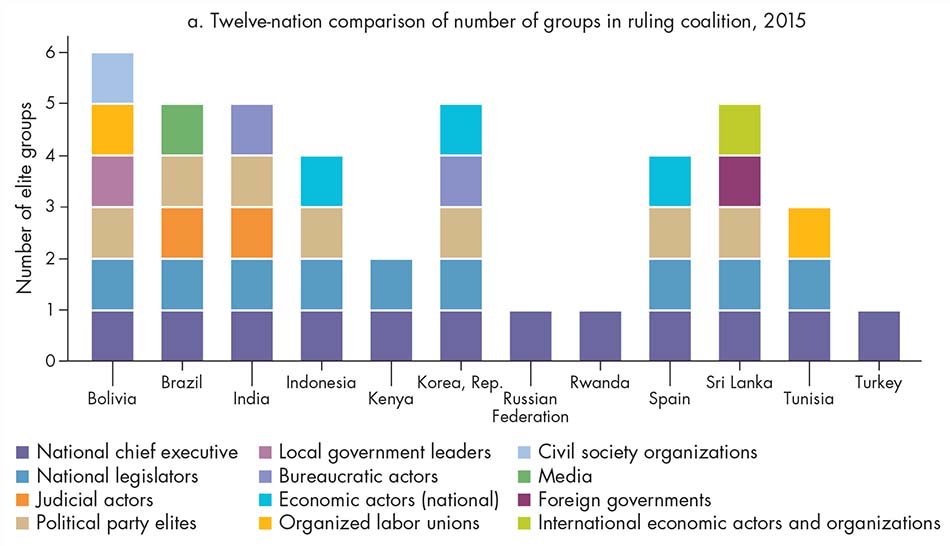 a. Twelve-nation comparison of number of groups in ruling coalition, 2015
Number of elite groups
6
5
4
3
2
1
0
Bolivia
Brazil
India
Indonesia
Kenya
Korea, Rep.
Russian
Federation
Rwanda
Spain
Sri Lanka
Tunisia
Turkey
National chief executive
National legislators
Judicial actors
Political party elites
Local government leaders
Bureaucratic actors
Economic actors (national)
Organized labor unions
Civil society organizations
Media
Foreign governments
International economic actors and organizations